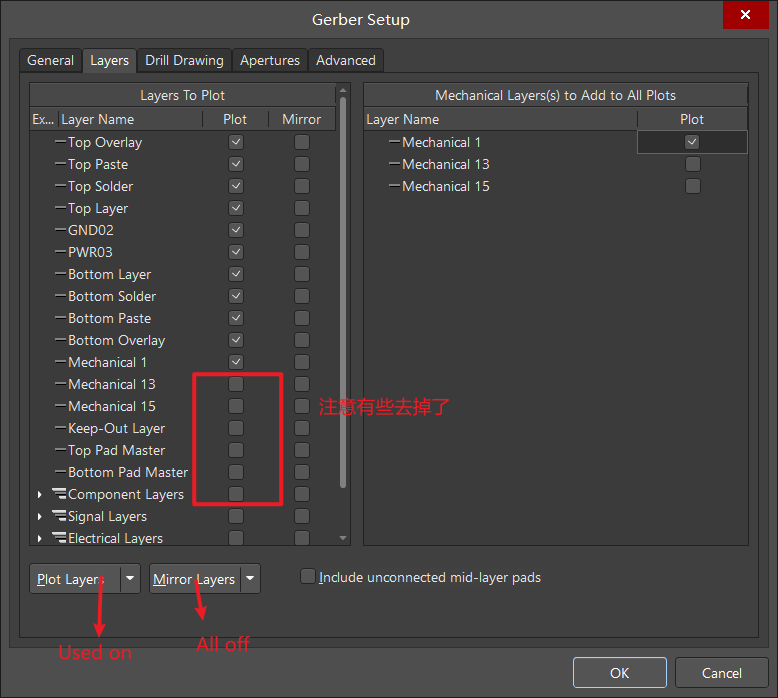 Gerber Setup
General Layers Drill Drawing Apertures Advanced
Layers To Plot
Ex... Layer Name Plot Mirror
Top Overlay
Top Paste
Top Solder
Top Layer
GND02
PWR03
Bottom Layer
Bottom Solder
Bottom Paste
Bottom Overlay
Mechanical 1
Mechanical 13
Mechanical 15
Keep-Out Layer
Top Pad Master
Bottom Pad Master
Component Layers
Signal Layers
Electrical Layers
注意有些去掉了
Mechanical Layers(s) to Add to All Plots
Layer Name Plot
Mechanical 1
Mechanical 13
Mechanical 15
Plot Layers Mirror Layers Include unconnected mid-layer pads
Used on All off
OK Cancel